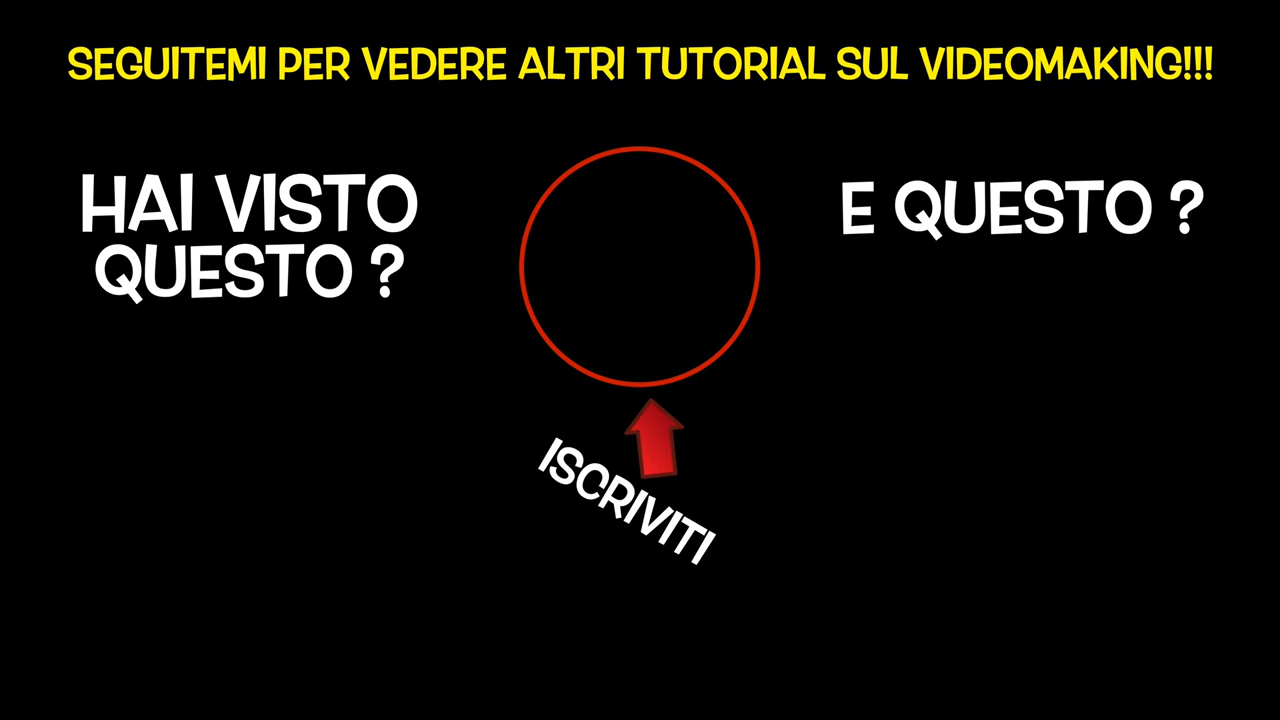 SEGUITEMI PER VEDERE ALTRI TUTORIAL SUL VIDEOMAKING!!!
HAI VISTO
QUESTO ?
E QUESTO ?
ISCRIVITI